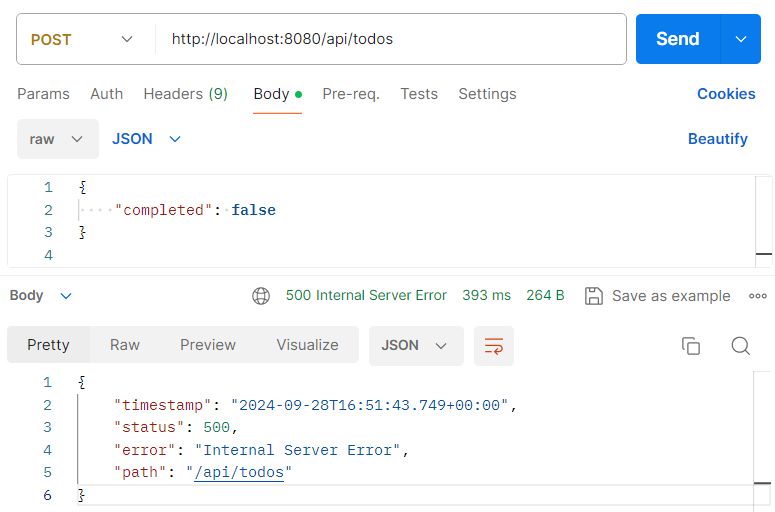 POST http://localhost:8080/api/todos Send
Params Auth Headers (9) Body Pre-req. Tests Settings Cookies
raw JSON Beautify
1 {
2 ····"completed":·false
3 }
4
Body 500 Internal Server Error 393 ms 264 B Save as example
Pretty Raw Preview Visualize JSON
1 {
2 "timestamp": "2024-09-28T16:51:43.749+00:00",
3 "status": 500,
4 "error": "Internal Server Error",
5 "path": "/api/todos"
6 }